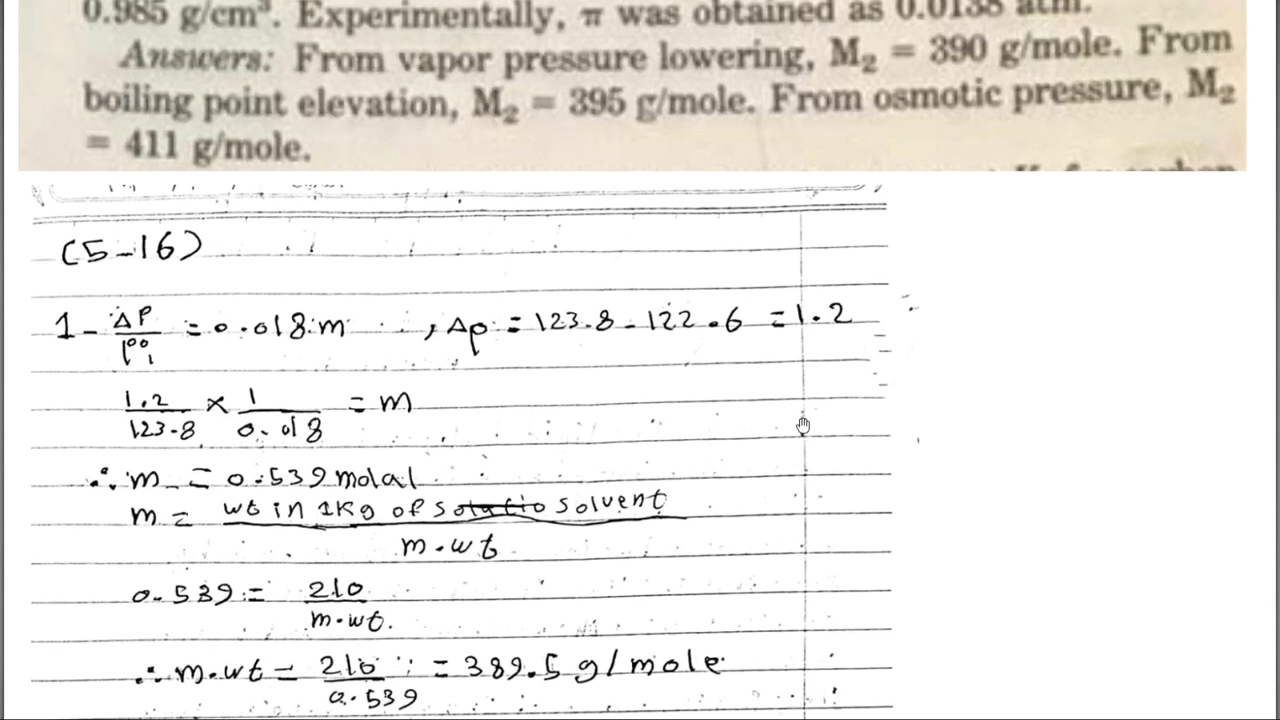 0.985 g/cm³. Experimentally, π was obtained as 0.0138 atm.
Answers: From vapor pressure lowering, M₂ = 390 g/mole. From
boiling point elevation, M₂ = 395 g/mole. From osmotic pressure, M₂
= 411 g/mole.
(5-16)
1- ΔP/P°₁ = 0.018 m , Δp = 123.8 - 122.6 = 1.2
1.2/123.8 × 1/0.018 = m
∴ m = 0.539 molal
m = wt in 1Kg of solvent / m.wt
0.539 = 210 / m.wt.
∴ m.wt = 210/0.539 = 389.5 g/mole